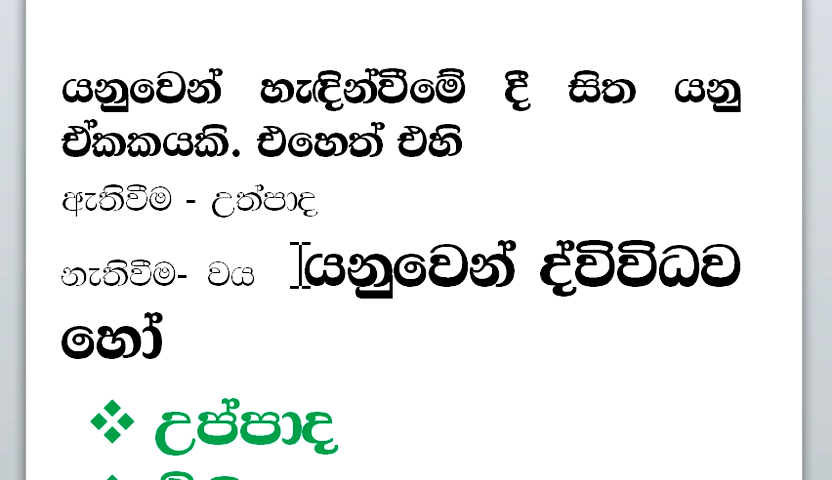 යනුවෙන් හැඳින්වීමේ දී සිත යනු
ඒකකයකි. එහෙත් එහි
ඇතිවීම - උත්පාද
නැතිවීම- වය යනුවෙන් ද්විවිධව
හෝ
❖ උප්පාද